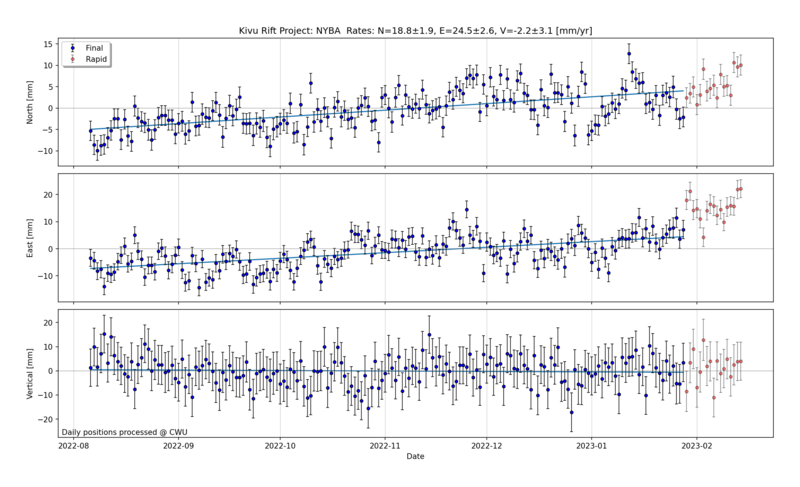 Kivu Rift Project: NYBA Rates: N=18.8±1.9, E=24.5±2.6, V=-2.2±3.1 [mm/yr]
North [mm]
15
10
5
0
−5
−10
Final
Rapid
East [mm]
20
10
0
−10
Vertical [mm]
20
10
0
−10
−20
Daily positions processed @ CWU
2022-08 2022-09 2022-10 2022-11 2022-12 2023-01 2023-02
Date